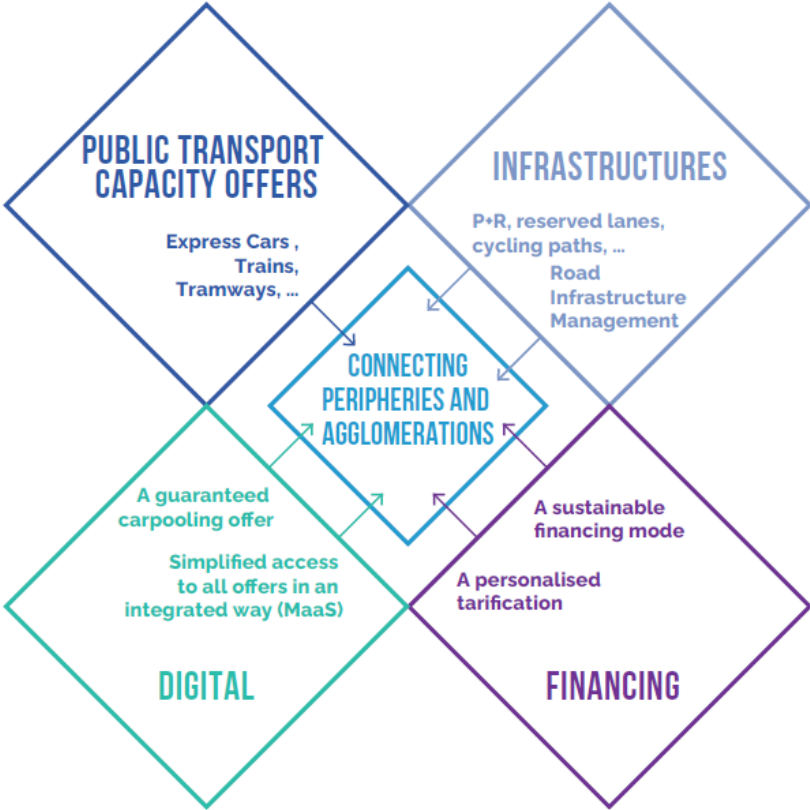 PUBLIC TRANSPORT
CAPACITY OFFERS
Express Cars ,
Trains,
Tramways, ...
INFRASTRUCTURES
P+R, reserved lanes,
cycling paths, ...
Road
Infrastructure
Management
CONNECTING
PERIPHERIES AND
AGGLOMERATIONS
A guaranteed
carpooling offer
Simplified access
to all offers in an
integrated way (MaaS)
DIGITAL
A sustainable
financing mode
A personalised
tarification
FINANCING